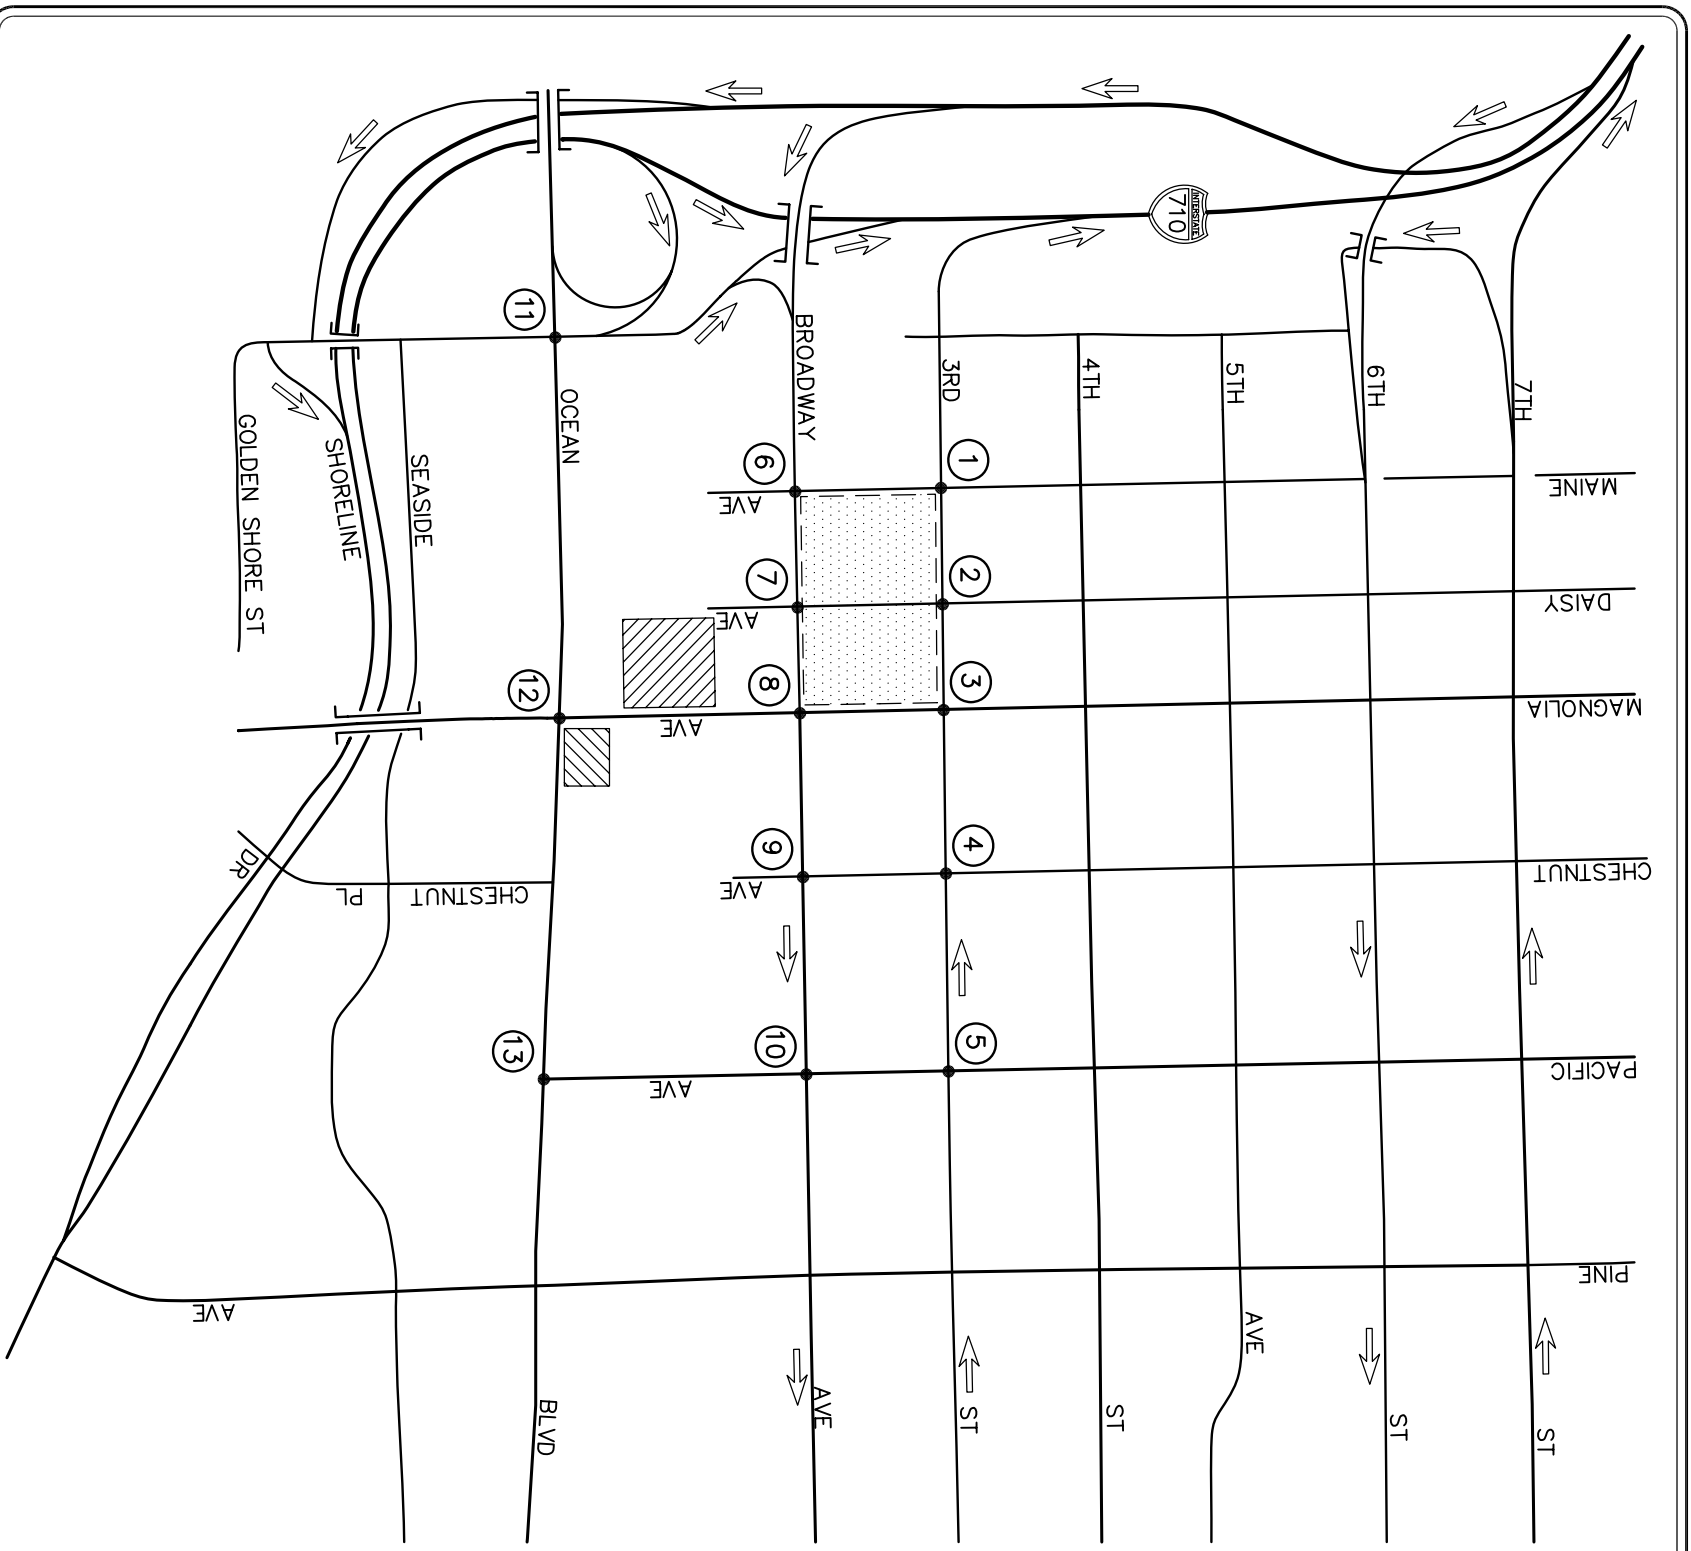 INTERSTATE
710
7TH
ST
6TH
ST
5TH
AVE
4TH
ST
3RD
ST
BROADWAY
AVE
OCEAN
BLVD
SEASIDE
SHORELINE
DR
GOLDEN SHORE ST
MAINE
AVE
DAISY
AVE
MAGNOLIA
AVE
CHESTNUT
AVE
CHESTNUT PL
PACIFIC
AVE
PINE
AVE
1
2
3
4
5
6
7
8
9
10
11
12
13